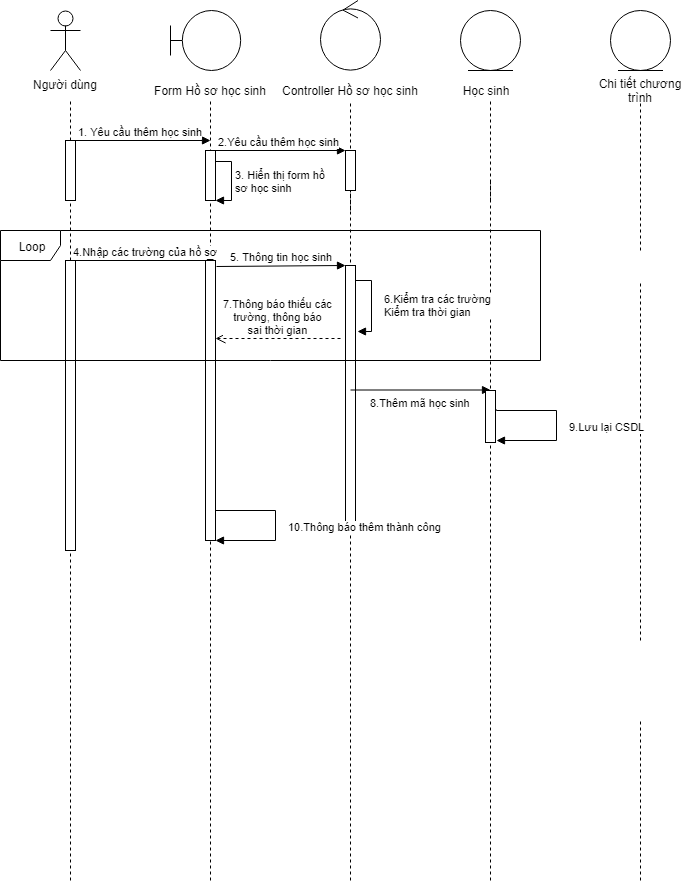 Người dùng
Form Hồ sơ học sinh
Controller Hồ sơ học sinh
Học sinh
Chi tiết chương
trình
1. Yêu cầu thêm học sinh
2.Yêu cầu thêm học sinh
3. Hiển thị form hồ
sơ học sinh
Loop
4.Nhập các trường của hồ sơ
5. Thông tin học sinh
6.Kiểm tra các trường
Kiểm tra thời gian
7.Thông báo thiếu các
trường, thông báo
sai thời gian
8.Thêm mã học sinh
9.Lưu lại CSDL
10.Thông báo thêm thành công